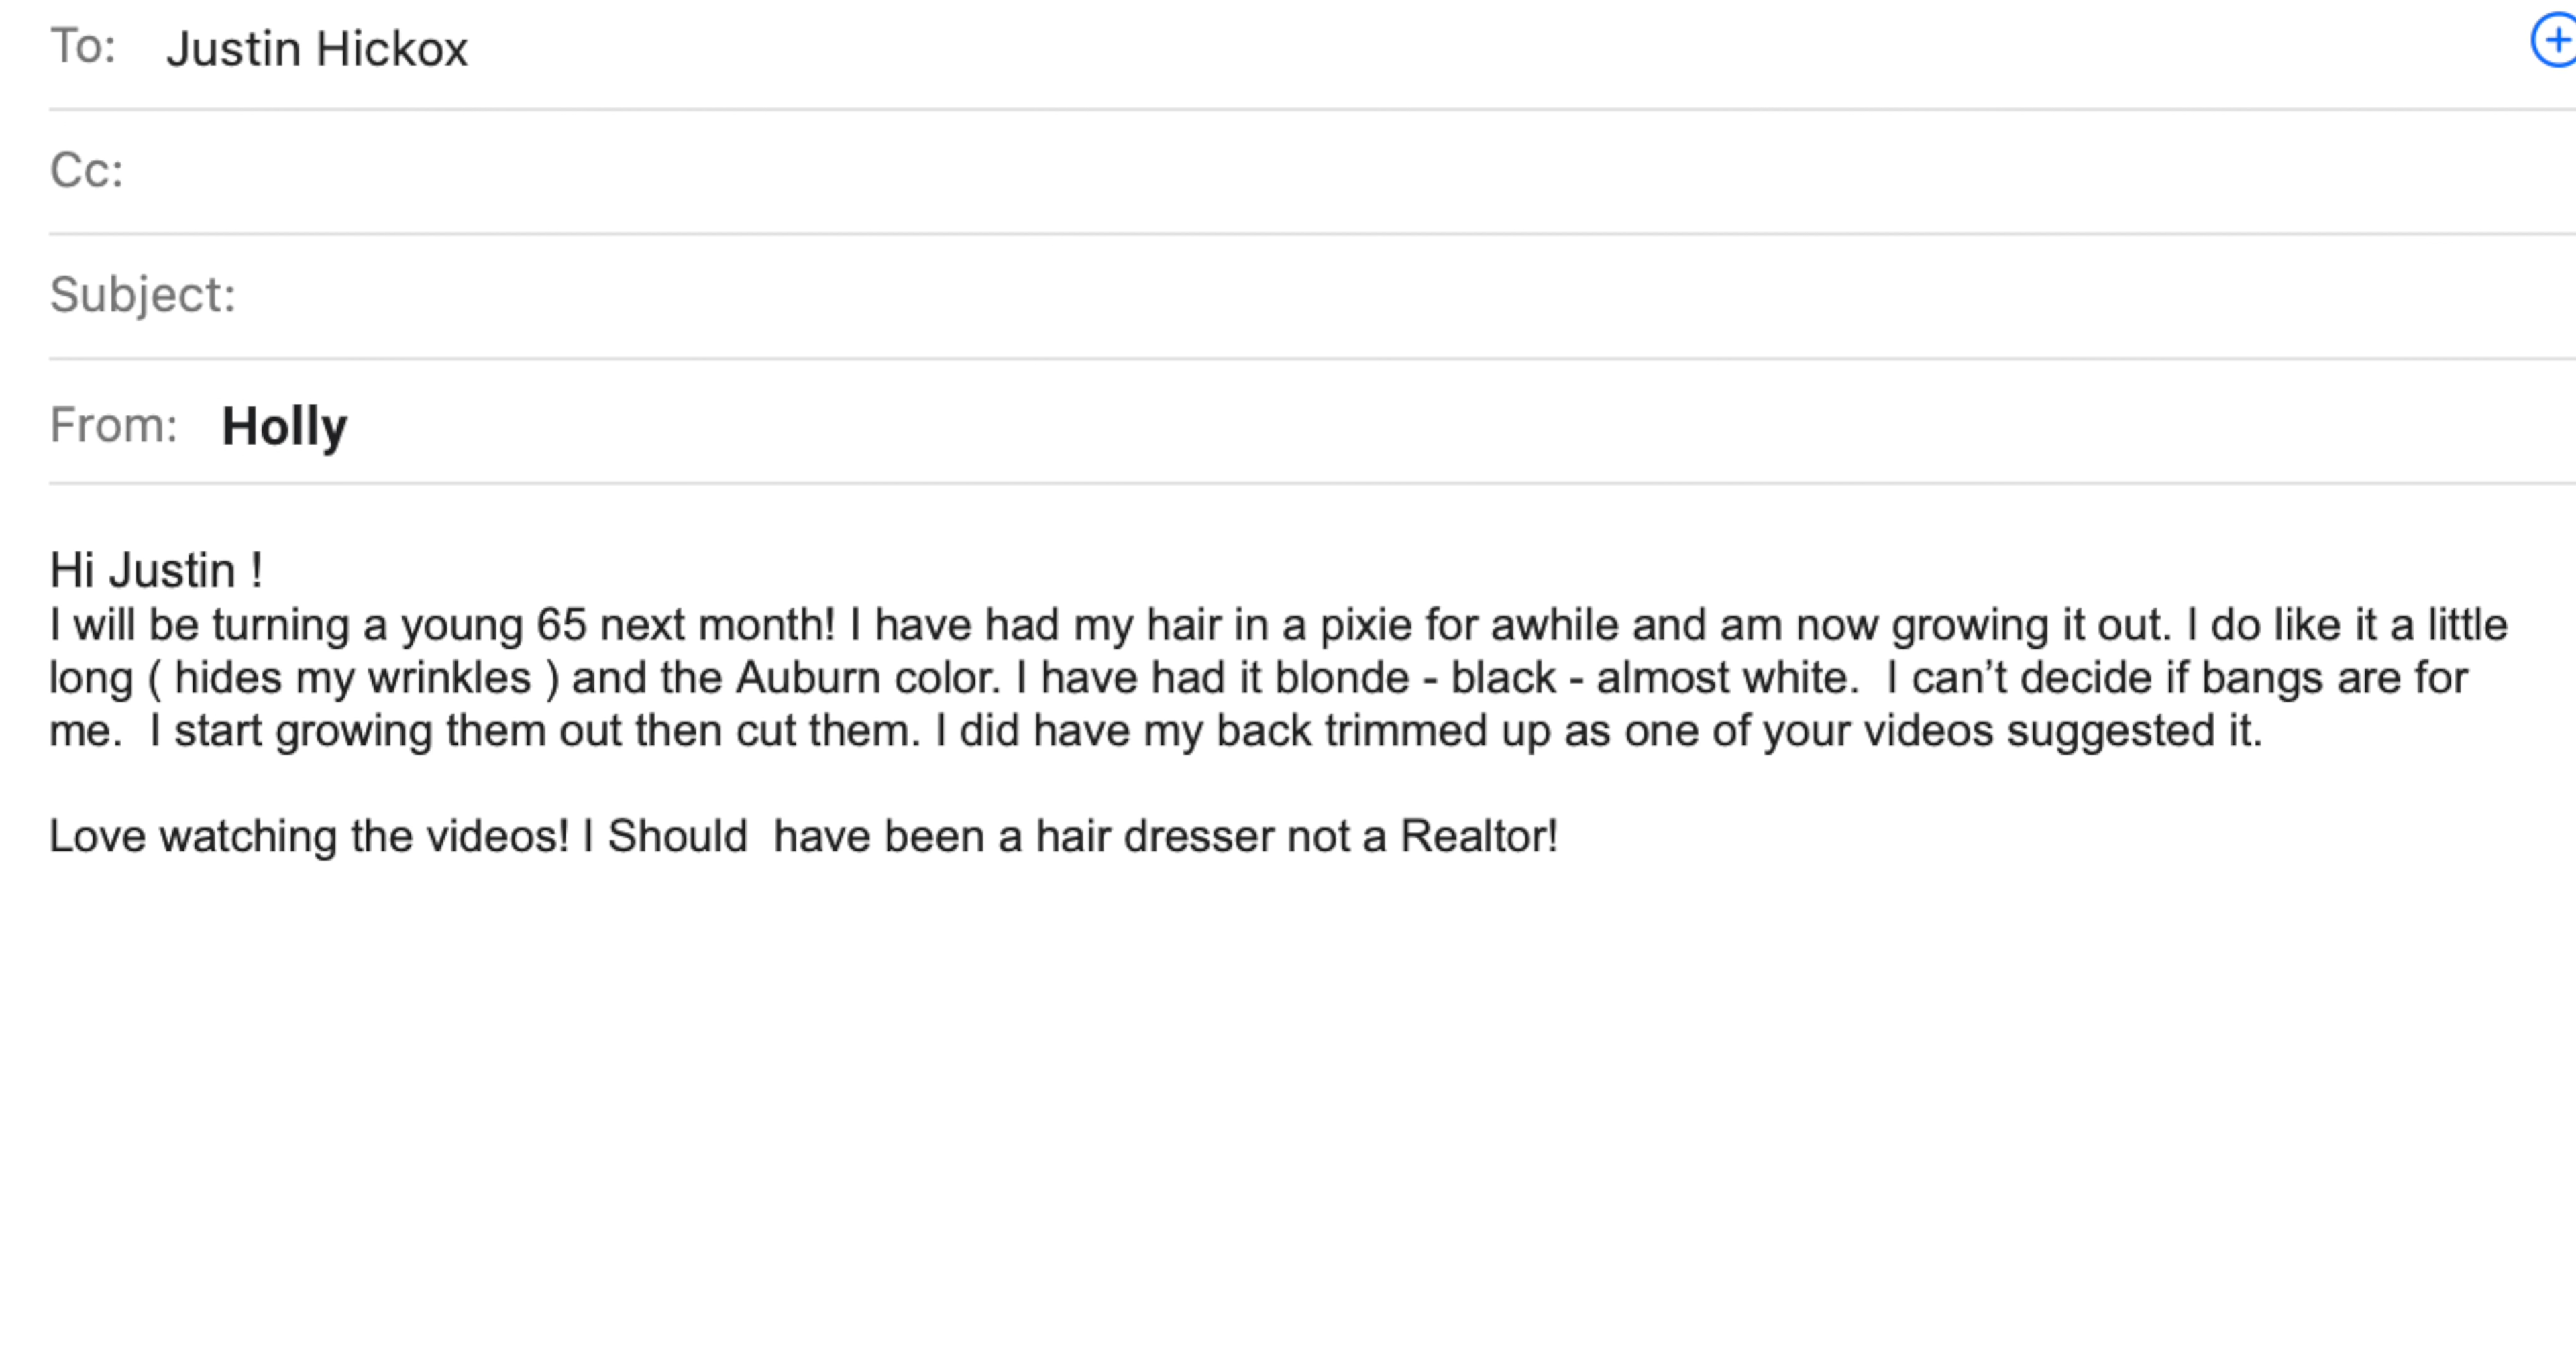 To: Justin Hickox
Cc:
Subject:
From: Holly
Hi Justin !
I will be turning a young 65 next month! I have had my hair in a pixie for awhile and am now growing it out. I do like it a little
long ( hides my wrinkles ) and the Auburn color. I have had it blonde - black - almost white.  I can’t decide if bangs are for
me.  I start growing them out then cut them. I did have my back trimmed up as one of your videos suggested it.
Love watching the videos! I Should  have been a hair dresser not a Realtor!